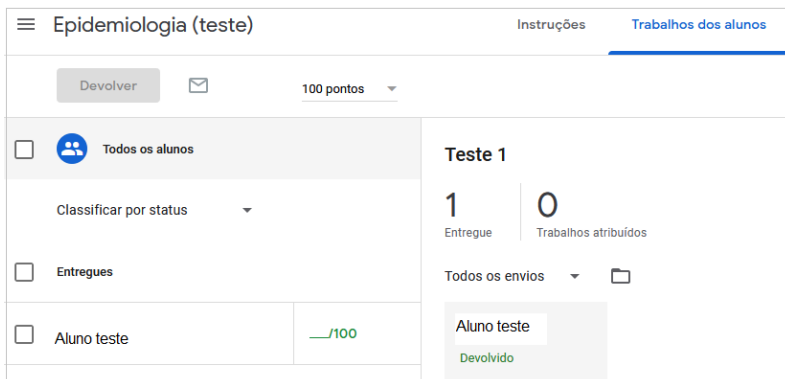 Epidemiologia (teste)
Instruções
Trabalhos dos alunos
Devolver
100 pontos
Todos os alunos
Classificar por status
Entregues
Aluno teste
__/100
Teste 1
1
Entregue
0
Trabalhos atribuídos
Todos os envios
Aluno teste
Devolvido